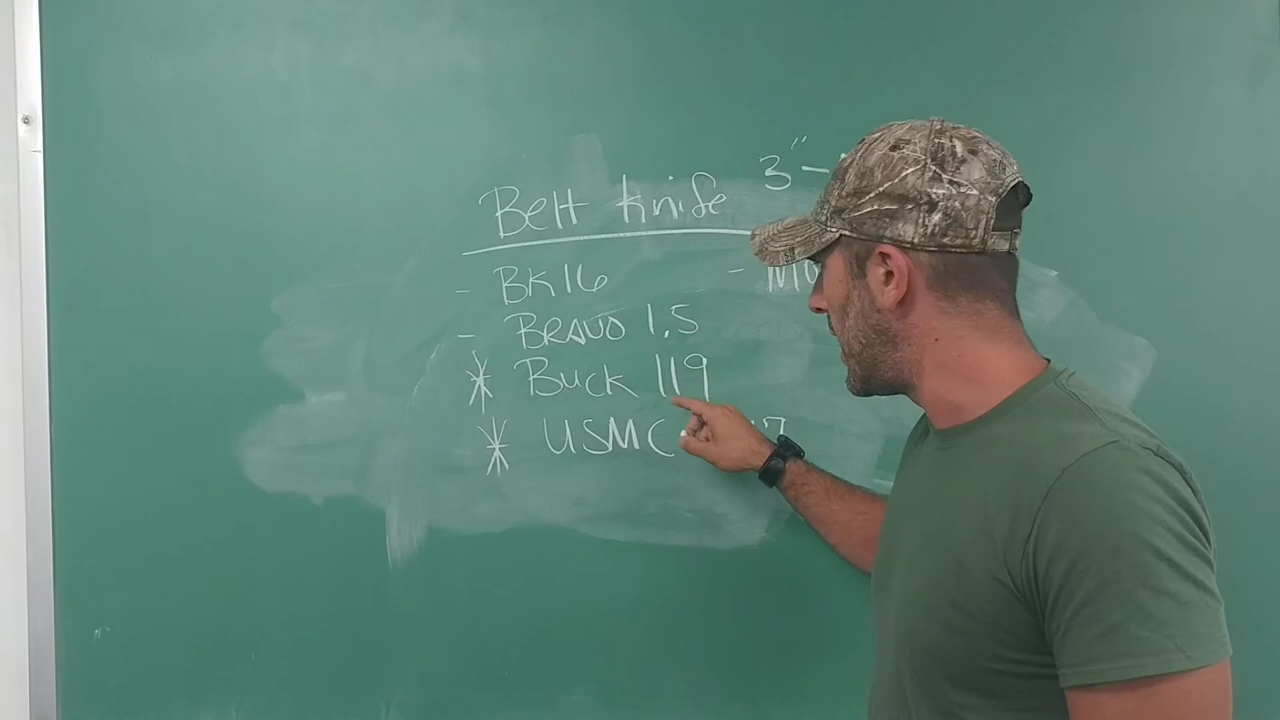 Belt Knife 3"-
- BK16 -
- BRAVO 1.5
* Buck 119
* USMC